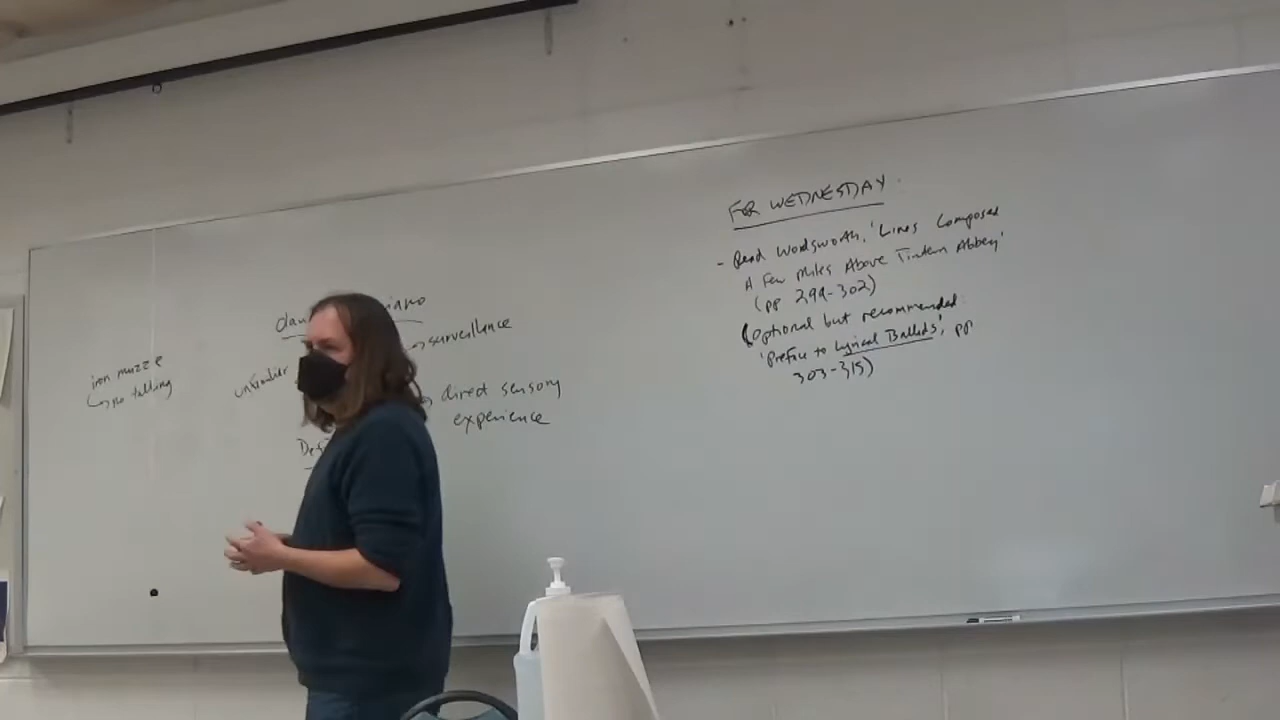 iron muzzle
↳ no talking
↳ surveillance
direct sensory
experience
FOR WEDNESDAY.
- Read Wordsworth, 'Lines Composed
A Few Miles Above Tintern Abbey'
(pp 299-302)
(optional but recommended
'Preface to Lyrical Ballads', pp
303-315)